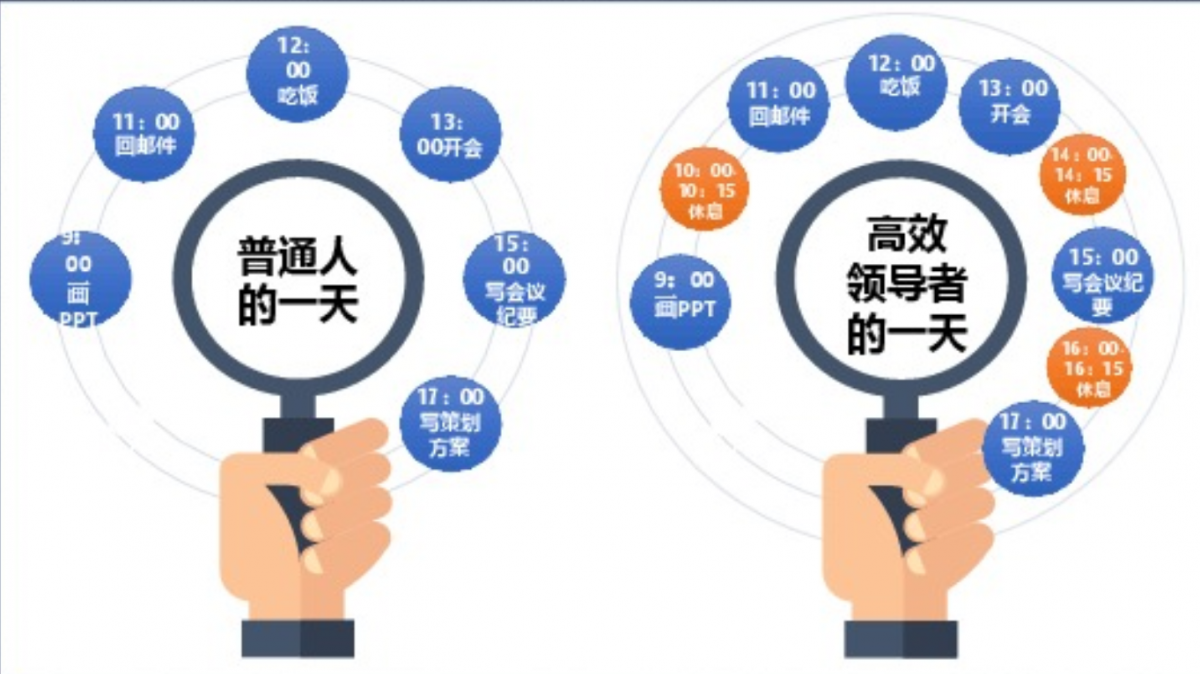 12:
00
吃饭
11：00
回邮件
13:
00开会
9:
00
画
PPT
普通人
的一天
15:
00
写会议
纪要
17：00
写策划
方案
12：00
吃饭
11：00
回邮件
13：00
开会
10：00-
10：15
休息
14：00-
14：15
休息
9：00
画PPT
高效
领导者
的一天
15：00
写会议纪
要
16：00-
16：15
休息
17：00
写策划
方案